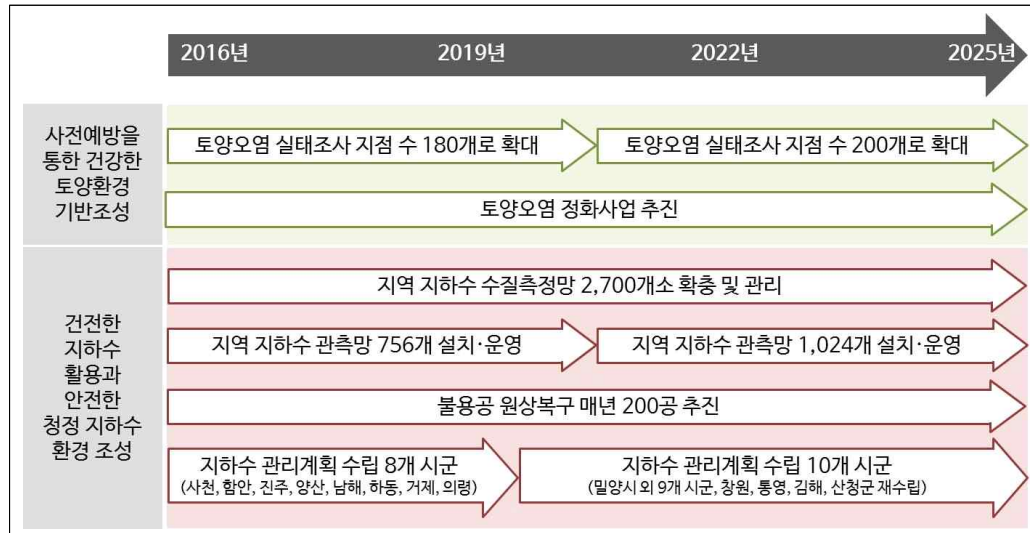 2016년 2019년 2022년 2025년
사전예방을
통한 건강한
토양환경
기반조성
토양오염 실태조사 지점 수 180개로 확대
토양오염 실태조사 지점 수 200개로 확대
토양오염 정화사업 추진
건전한
지하수
활용과
안전한
청정 지하수
환경 조성
지역 지하수 수질측정망 2,700개소 확충 및 관리
지역 지하수 관측망 756개 설치·운영
지역 지하수 관측망 1,024개 설치·운영
불용공 원상복구 매년 200공 추진
지하수 관리계획 수립 8개 시군
(사천, 함안, 진주, 양산, 남해, 하동, 거제, 의령)
지하수 관리계획 수립 10개 시군
(밀양시 외 9개 시군, 창원, 통영, 김해, 산청군 재수립)